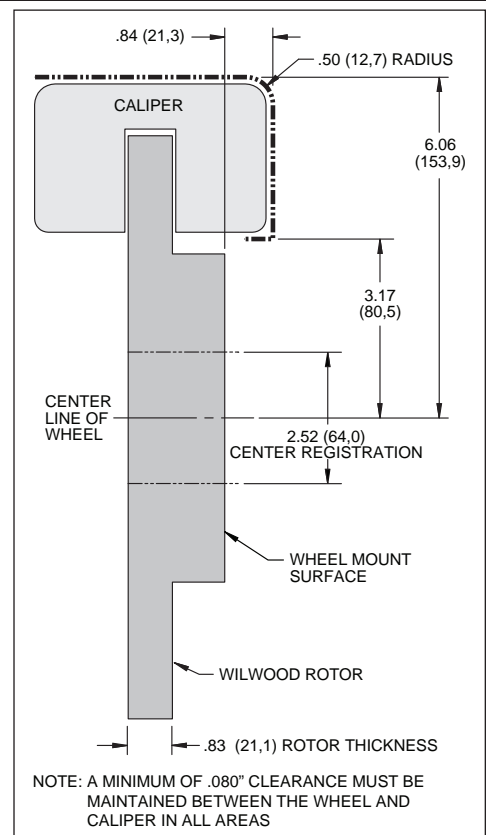 .84 (21,3)
.50 (12,7) RADIUS
CALIPER
6.06
(153,9)
3.17
(80,5)
CENTER
LINE OF
WHEEL
2.52 (64,0)
CENTER REGISTRATION
WHEEL MOUNT
SURFACE
WILWOOD ROTOR
.83 (21,1) ROTOR THICKNESS
NOTE: A MINIMUM OF .080" CLEARANCE MUST BE
MAINTAINED BETWEEN THE WHEEL AND
CALIPER IN ALL AREAS